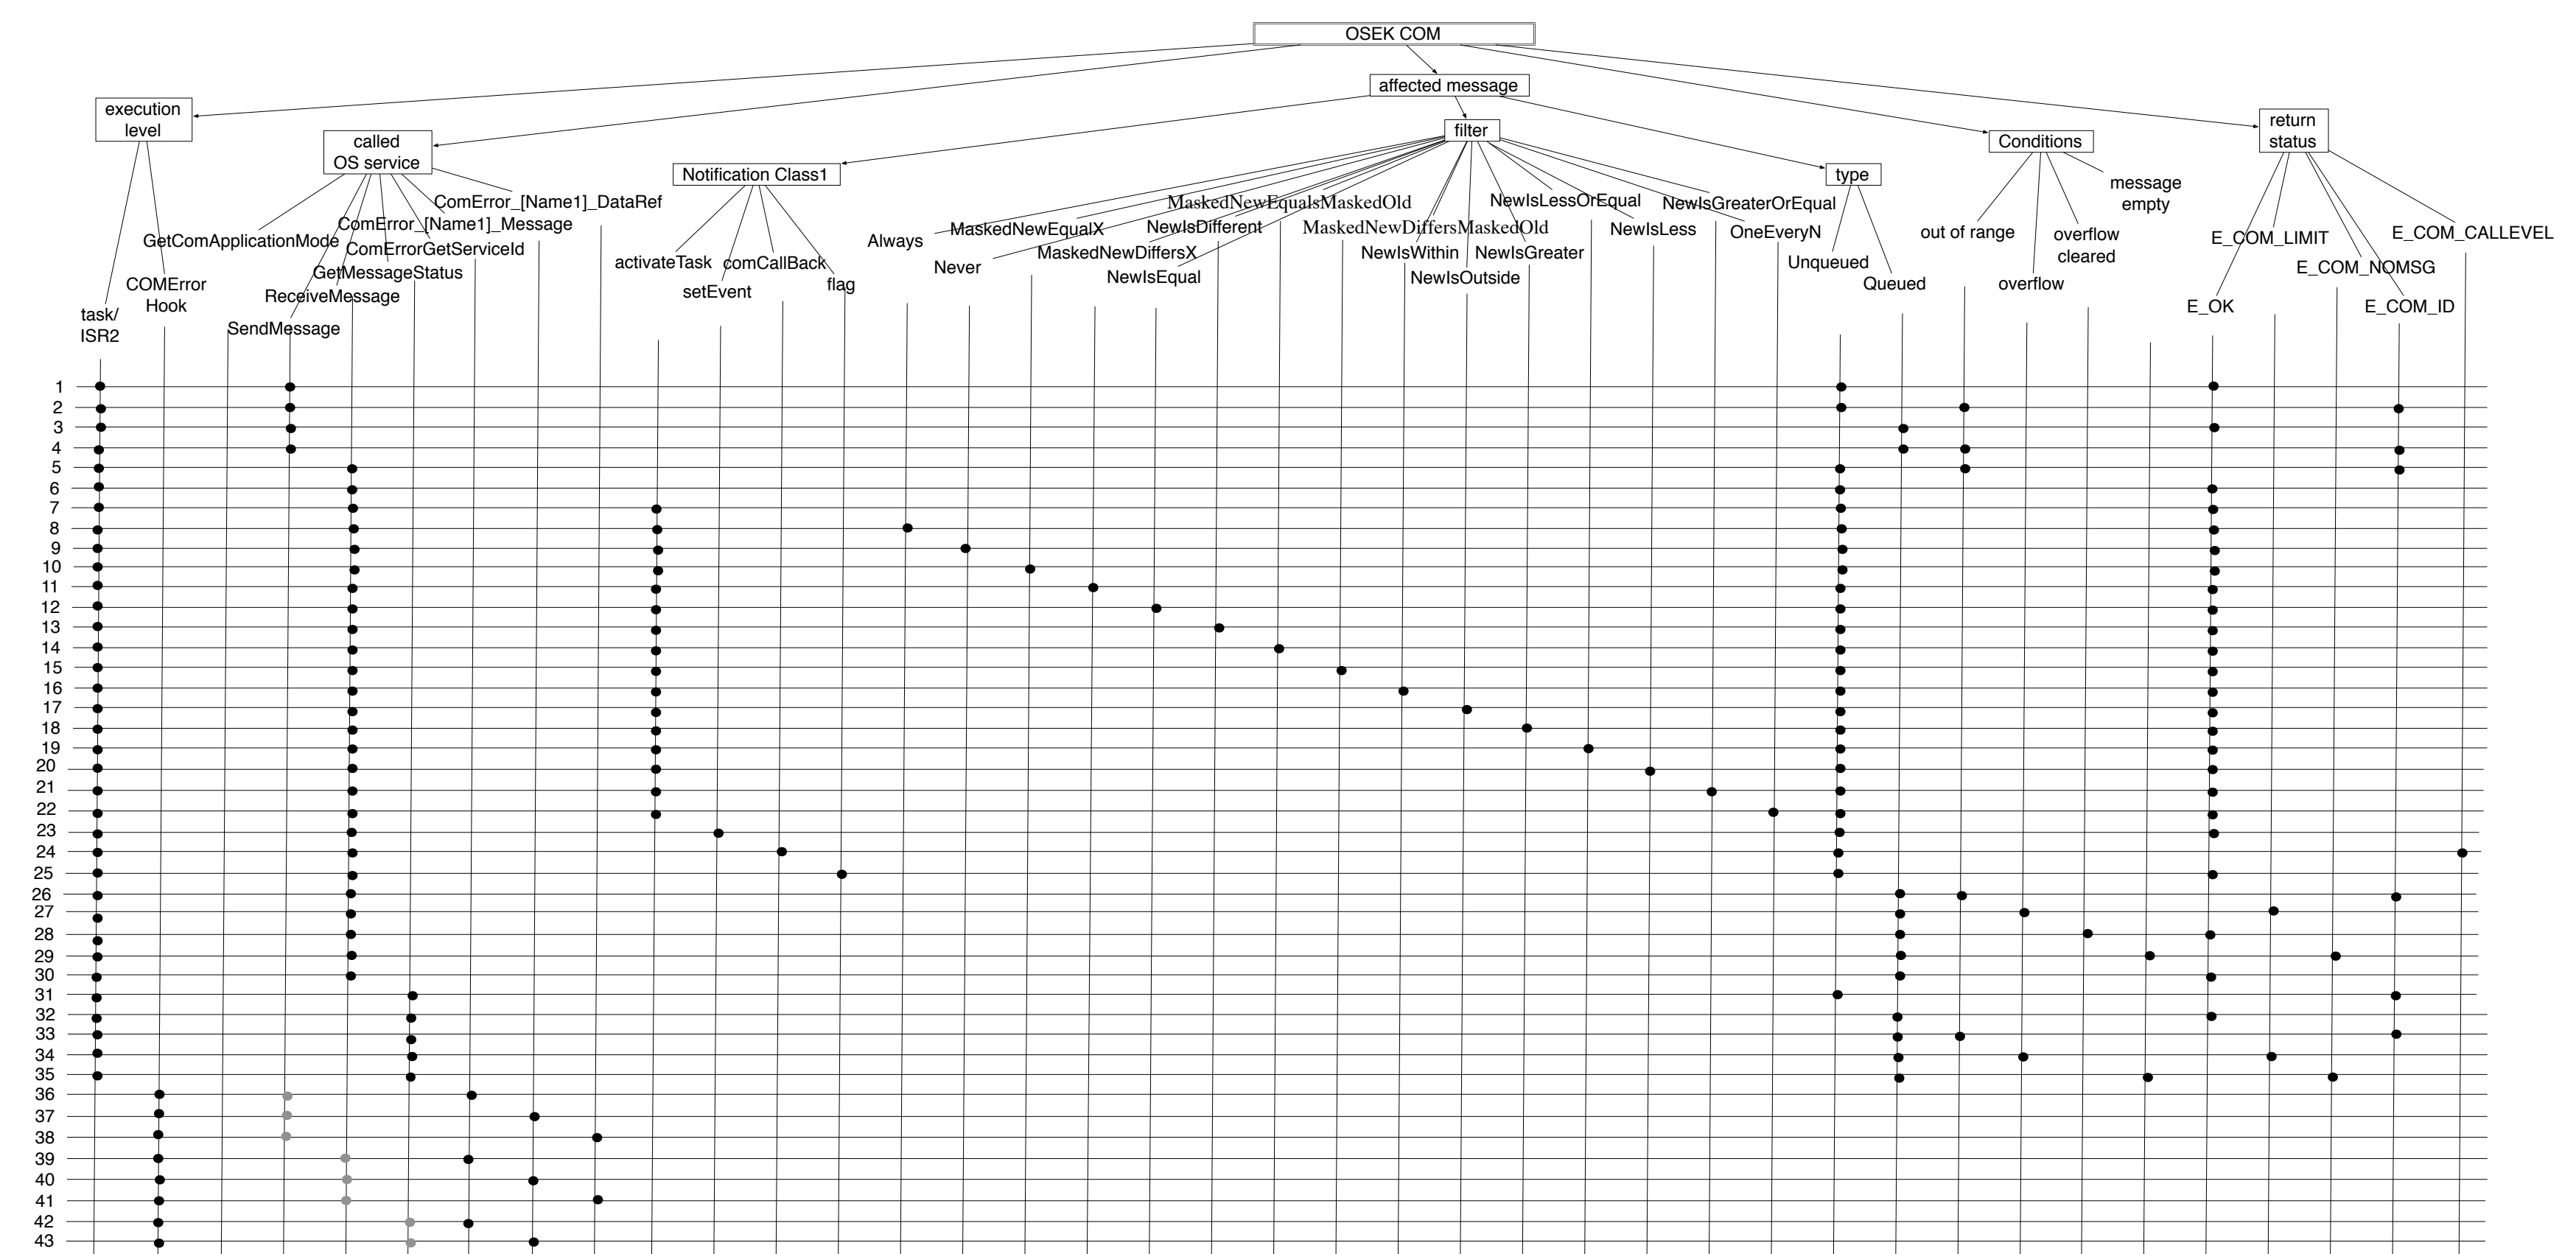 OSEK COM
affected message
execution
level
called
OS service
filter
Conditions
return
status
Notification Class1
type
ComError_[Name1]_DataRef
ComError_[Name1]_Message
GetComApplicationMode
ComErrorGetServiceId
GetMessageStatus
ReceiveMessage
SendMessage
COMError
Hook
task/
ISR2
activateTask
comCallBack
setEvent
flag
MaskedNewEqualsMaskedOld
NewIsLessOrEqual
NewIsGreaterOrEqual
Always
MaskedNewEqualX
NewIsDifferent
MaskedNewDiffersMaskedOld
NewIsLess
OneEveryN
Never
MaskedNewDiffersX
NewIsWithin
NewIsGreater
NewIsEqual
NewIsOutside
Unqueued
Queued
message
empty
out of range
overflow
cleared
overflow
E_COM_LIMIT
E_COM_CALLEVEL
E_COM_NOMSG
E_OK
E_COM_ID
1
2
3
4
5
6
7
8
9
10
11
12
13
14
15
16
17
18
19
20
21
22
23
24
25
26
27
28
29
30
31
32
33
34
35
36
37
38
39
40
41
42
43